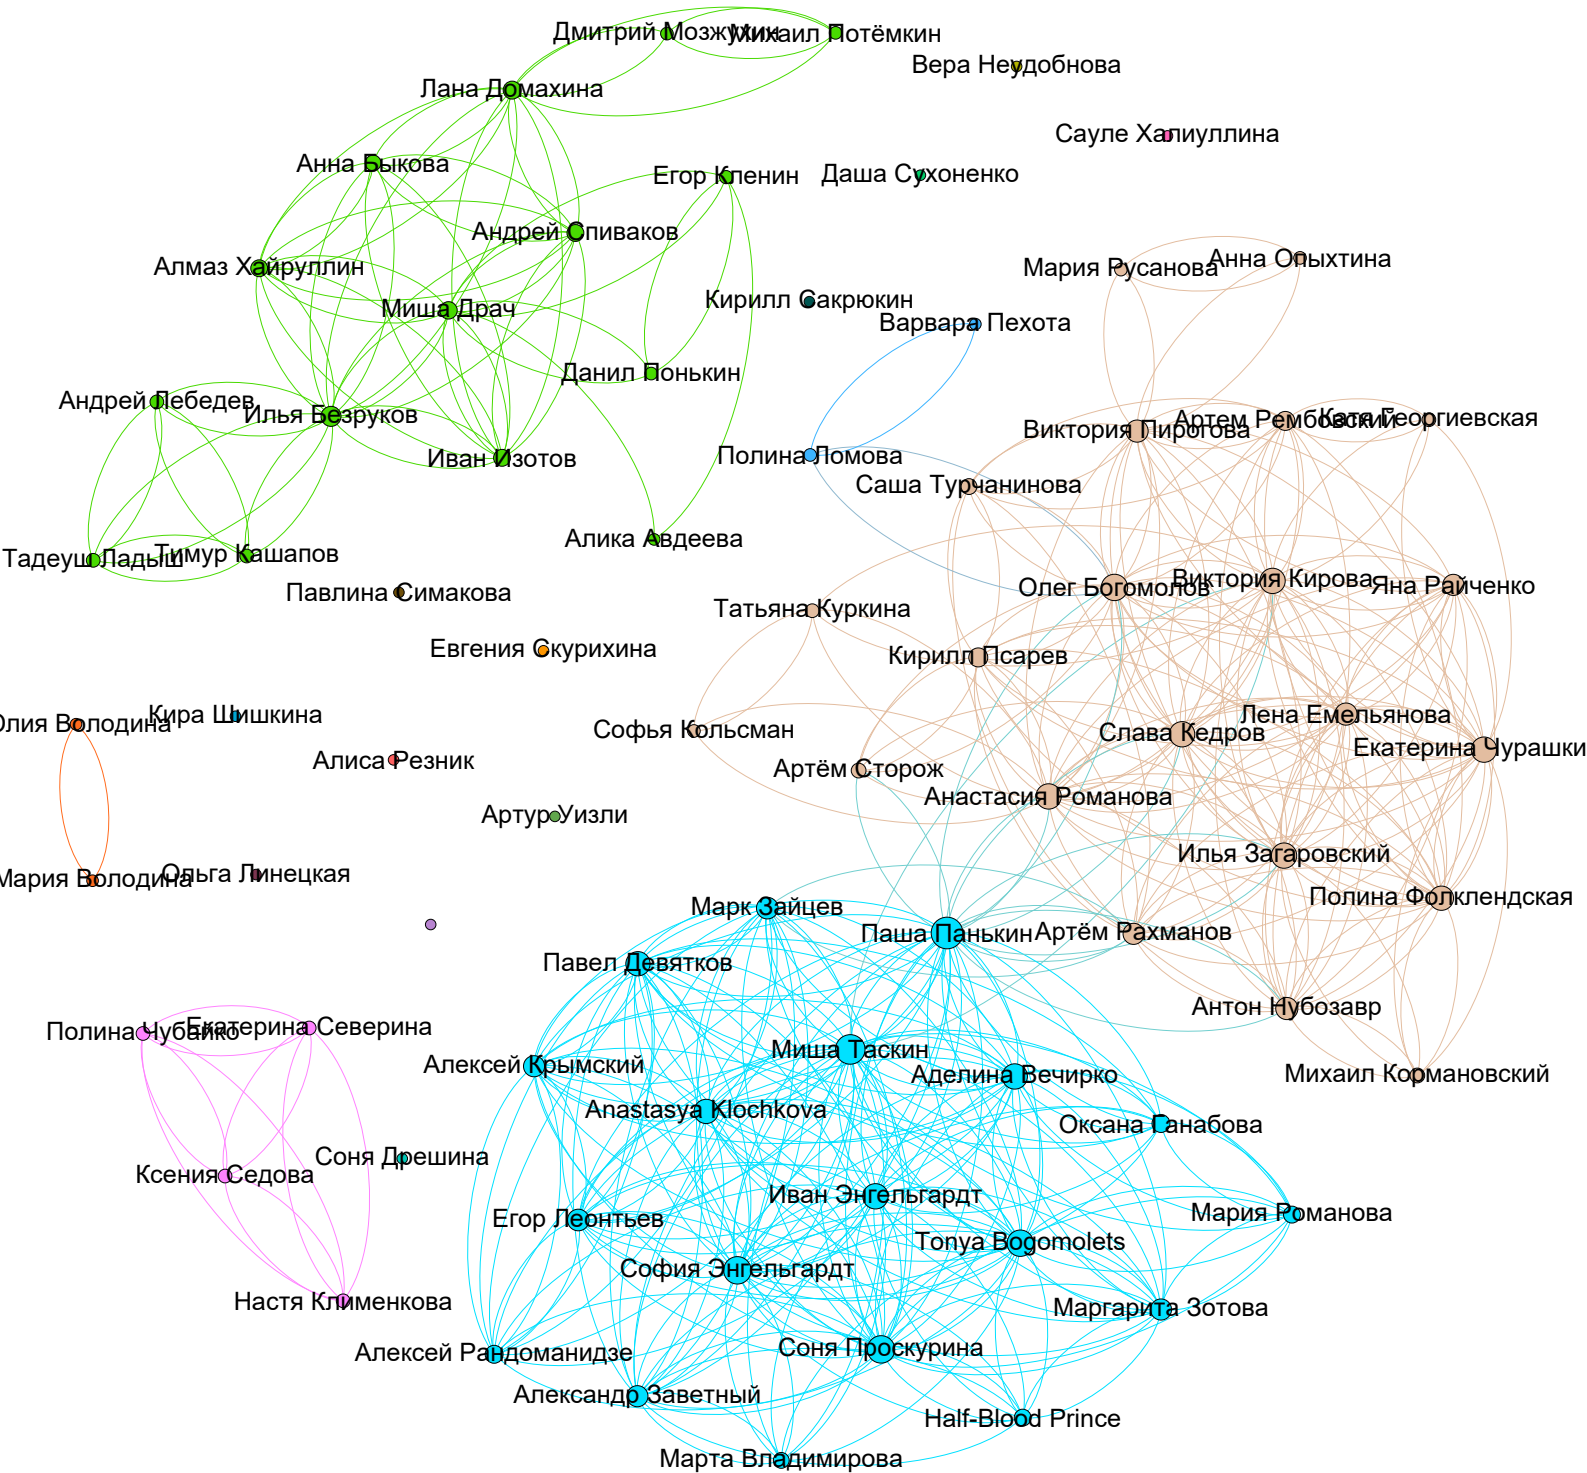 Дмитрий Мозжухин
Михаил Потёмкин
Вера Неудобнова
Лана Домахина
Сауле Халиуллина
Анна Быкова
Егор Кленин
Даша Сухоненко
Андрей Спиваков
Алмаз Хайруллин
Мария Русанова
Анна Опыхтина
Миша Драч
Кирилл Сакрюкин
Варвара Пехота
Данил Понькин
Андрей Лебедев
Илья Безруков
Виктория Пирогова
Артем Рембовский
Катя Георгиевская
Иван Изотов
Полина Ломова
Саша Турчанинова
Алика Авдеева
Тадеуш Ладыш
Тимур Кашапов
Павлина Симакова
Олег Богомолов
Виктория Кирова
Яна Райченко
Татьяна Куркина
Евгения Скурихина
Кирилл Псарев
лия Володина
Кира Шишкина
Софья Кольсман
Слава Кедров
Лена Емельянова
Екатерина Чурашки
Алиса Резник
Артём Сторож
Анастасия Романова
Артур Уизли
Илья Загаровский
Мария Володина
Ольга Линецкая
Полина Фолклендская
Марк Зайцев
Паша Панькин
Артём Рахманов
Павел Девятков
Антон Нубозавр
Полина Чубайко
Екатерина Северина
Миша Таскин
Алексей Крымский
Аделина Вечирко
Михаил Кормановский
Anastasya Klochkova
Оксана Ганабова
Соня Дрешина
Ксения Седова
Иван Энгельгардт
Егор Леонтьев
Мария Романова
Tonya Bogomolets
София Энгельгардт
Настя Клименкова
Маргарита Зотова
Соня Проскурина
Алексей Рандоманидзе
Александр Заветный
Half-Blood Prince
Марта Владимирова